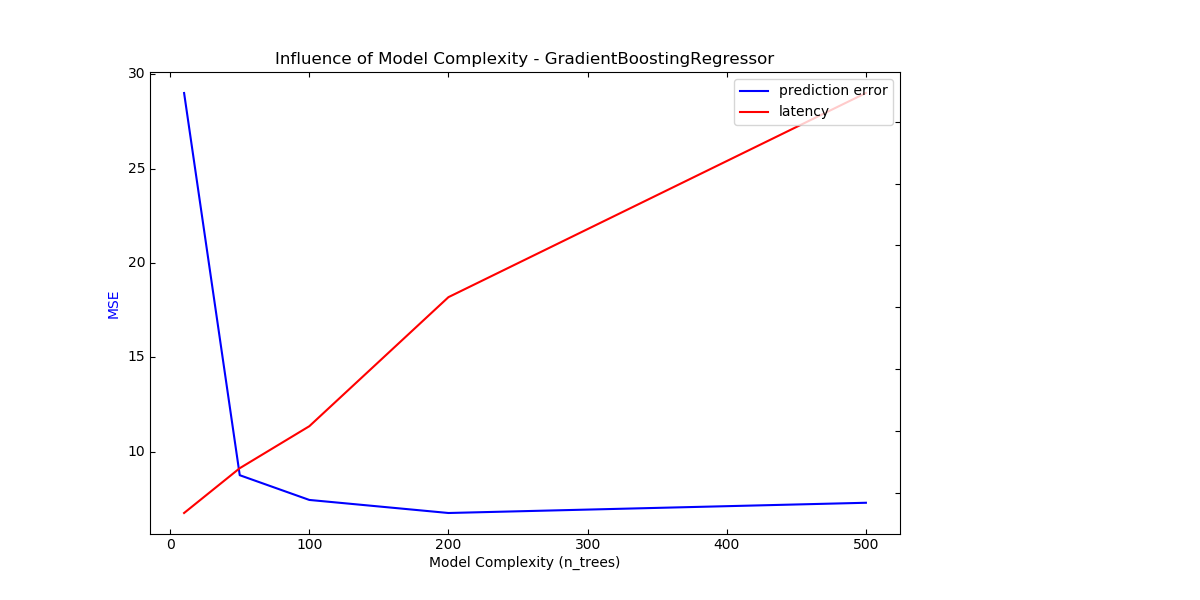 Influence of Model Complexity - GradientBoostingRegressor
prediction error
latency
MSE
30
25
20
15
10
0 100 200 300 400 500
Model Complexity (n_trees)